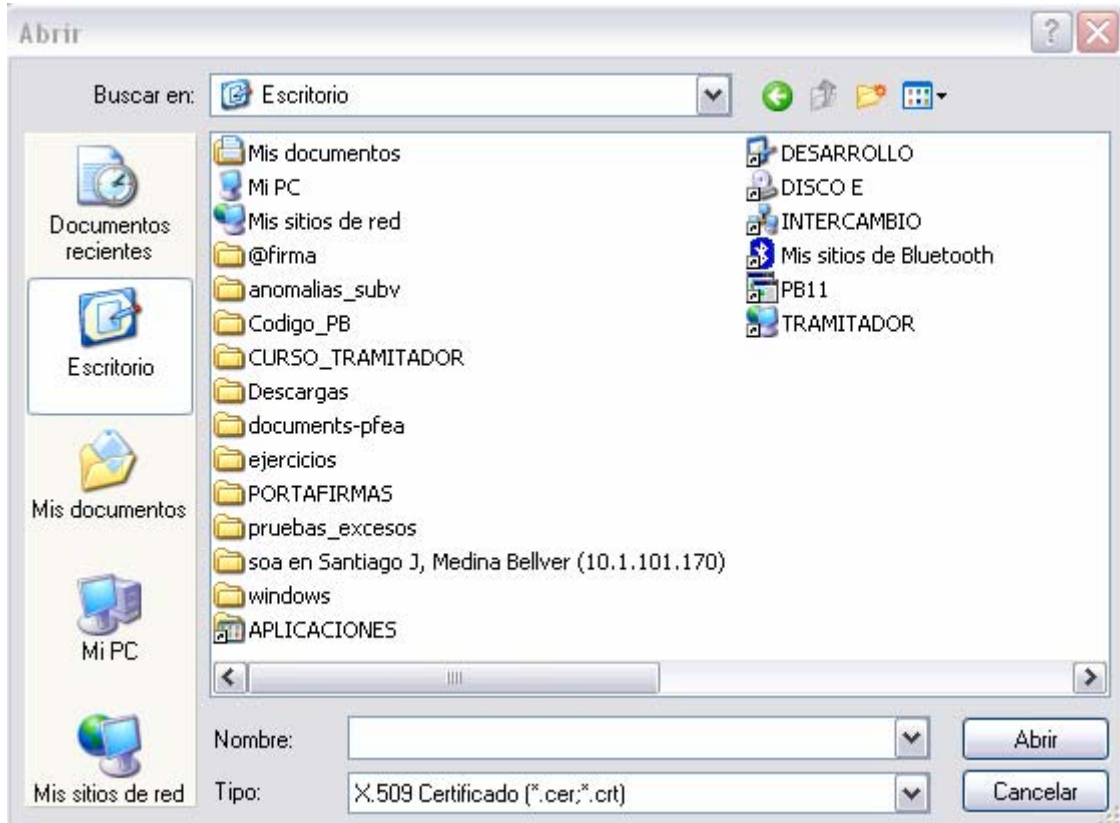 Abrir
Buscar en: Escritorio
Documentos
recientes
Escritorio
Mis documentos
Mi PC
Mis sitios de red
Mis documentos
Mi PC
Mis sitios de red
@firma
anomalias_subv
Codigo_PB
CURSO_TRAMITADOR
Descargas
documents-pfea
ejercicios
PORTAFIRMAS
pruebas_excesos
soa en Santiago J, Medina Bellver (10.1.101.170)
windows
APLICACIONES
DESARROLLO
DISCO E
INTERCAMBIO
Mis sitios de Bluetooth
PB11
TRAMITADOR
Nombre:
Abrir
Tipo: X.509 Certificado (*.cer;*.crt)
Cancelar